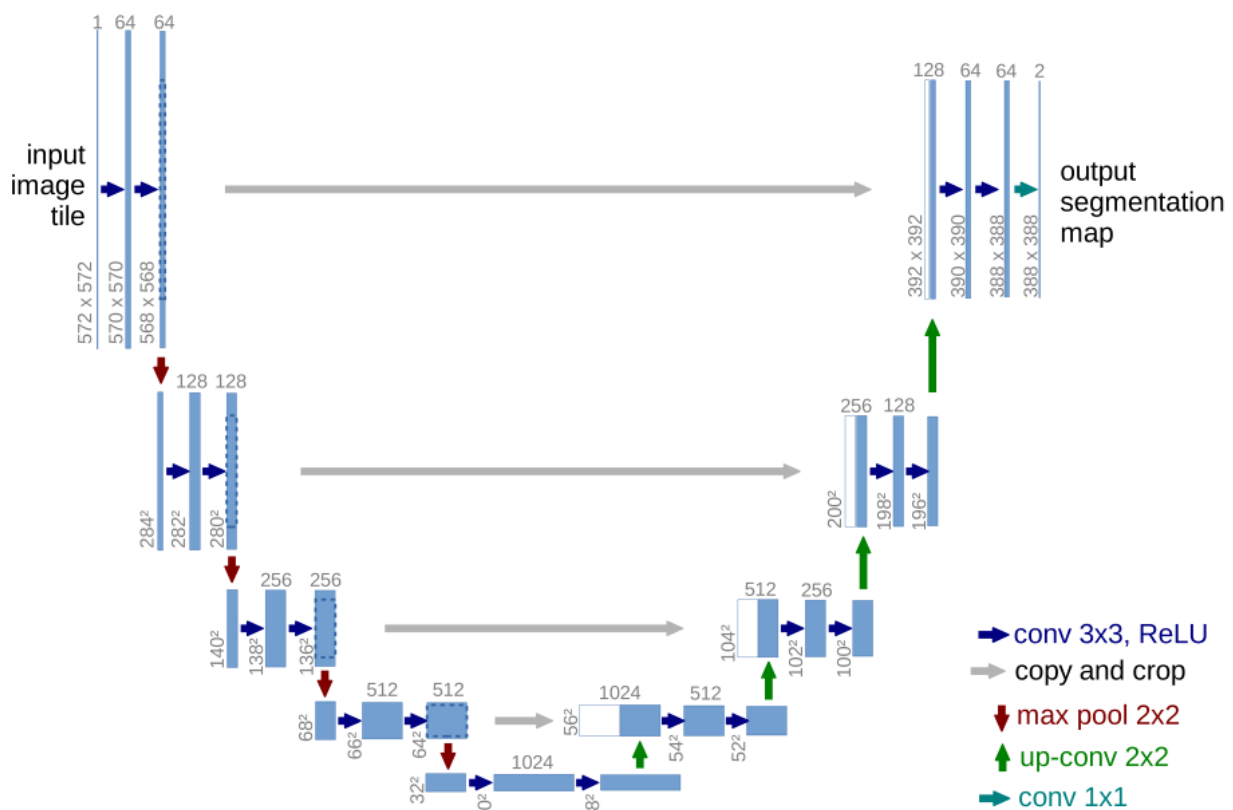 1 64 64
input
image
tile
572 x 572
570 x 570
568 x 568
128 64 64 2
output
segmentation
map
392 x 392
390 x 390
388 x 388
388 x 388
128 128
284²
282²
280²
256 128
200²
198²
196²
256 256
140²
138²
136²
512 256
104²
102²
100²
512 512
68²
66²
64²
1024 512
56²
54²
52²
1024
32²
0²
8²
conv 3x3, ReLU
copy and crop
max pool 2x2
up-conv 2x2
conv 1x1